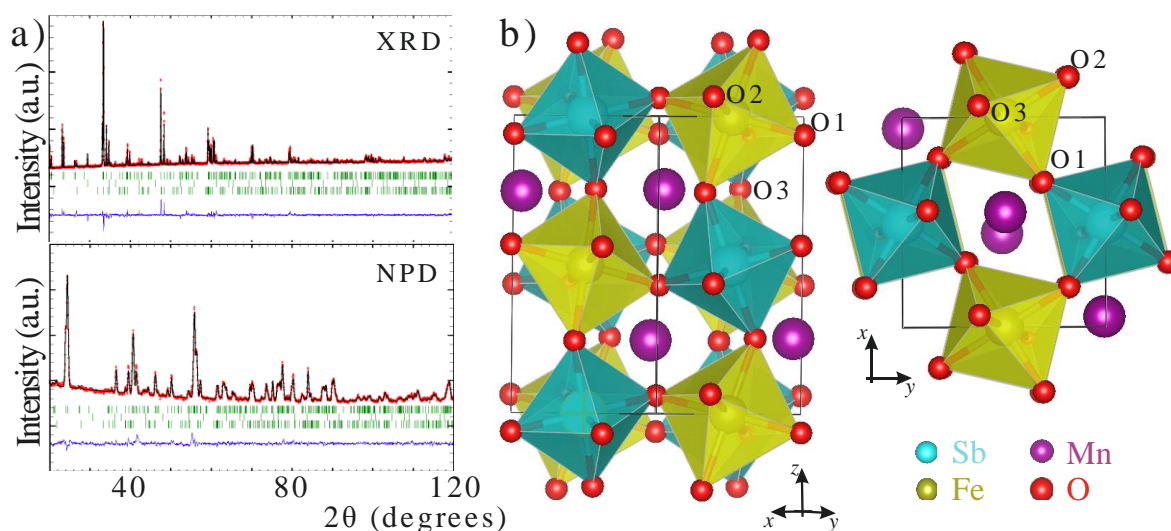 a)
XRD
Intensity (a.u.)
NPD
Intensity (a.u.)
40
80
120
2θ (degrees)
b)
O2
O1
O3
z
x
y
O2
O3
O1
x
y
Sb
Mn
Fe
O